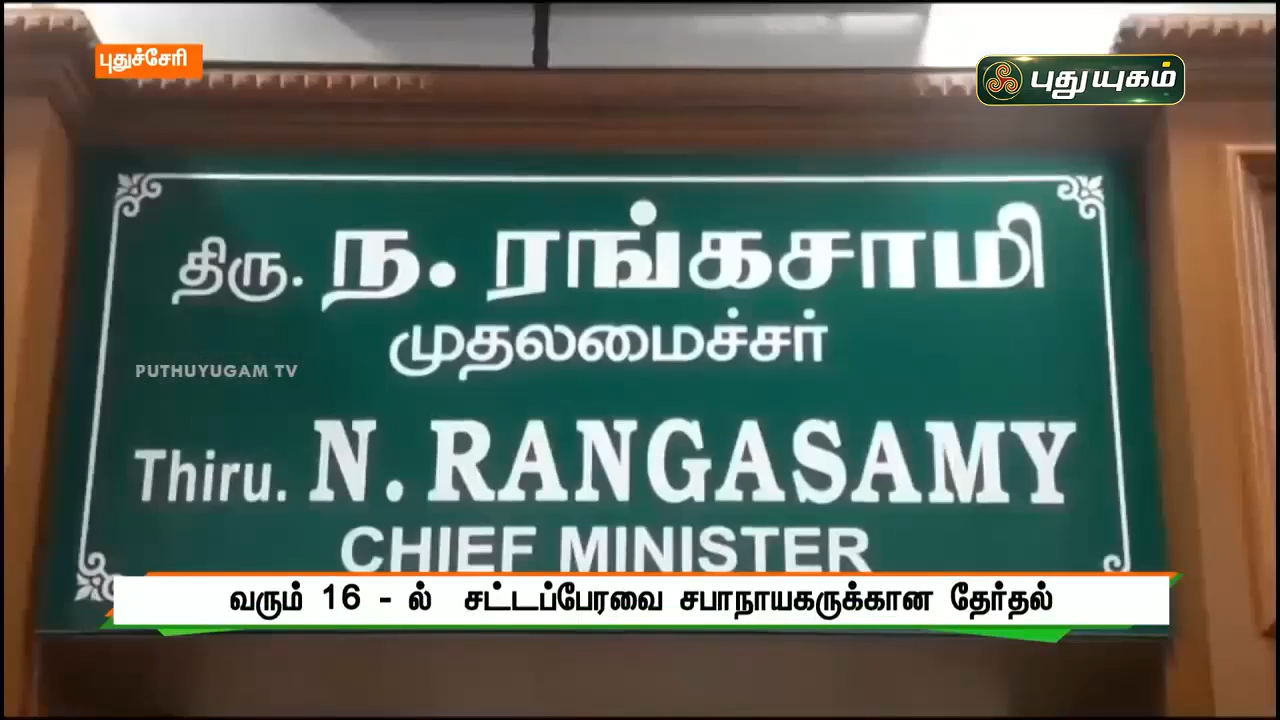 புதுச்சேரி
புதுயுகம்
திரு. ந. ரங்கசாமி
முதலமைச்சர்
PUTHUYUGAM TV
Thiru. N. RANGASAMY
CHIEF MINISTER
வரும் 16 - ல் சட்டப்பேரவை சபாநாயகருக்கான தேர்தல்